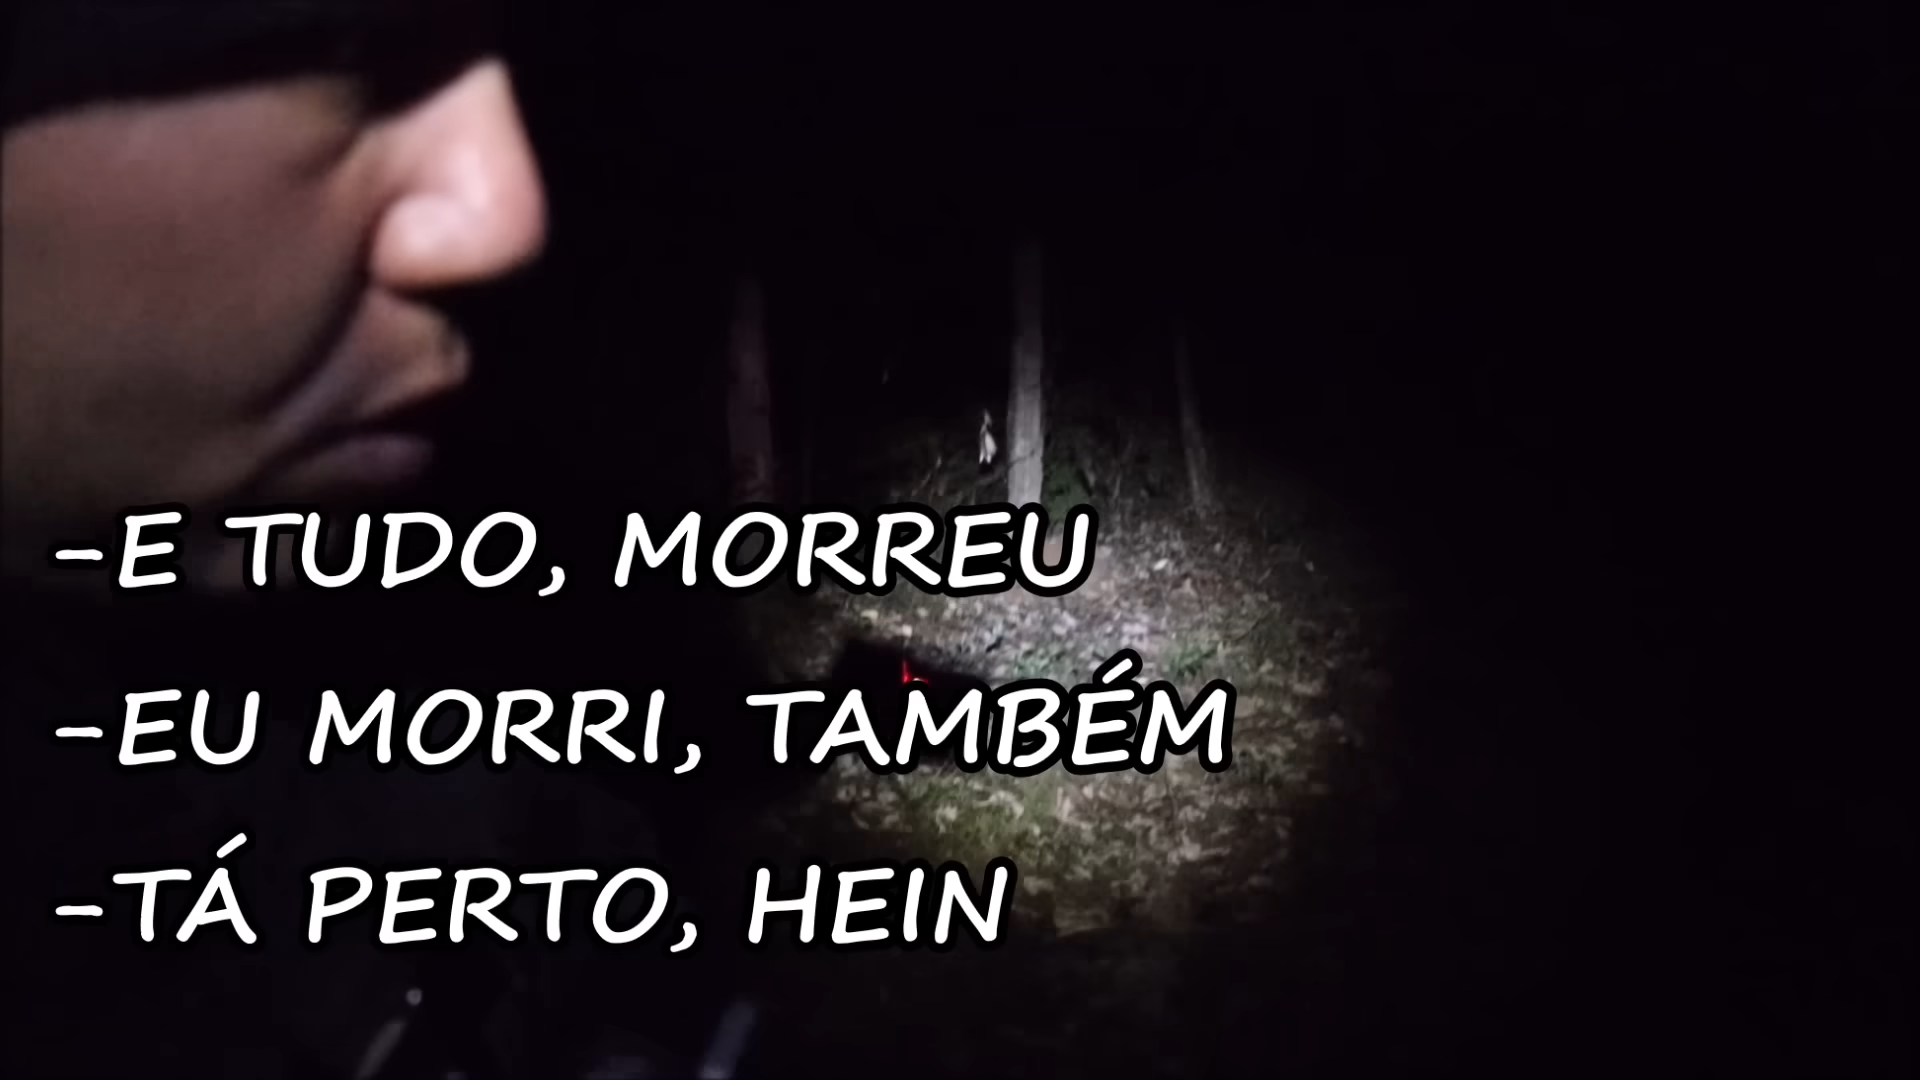 -E TUDO, MORREU
-EU MORRI, TAMBÉM
-TÁ PERTO, HEIN